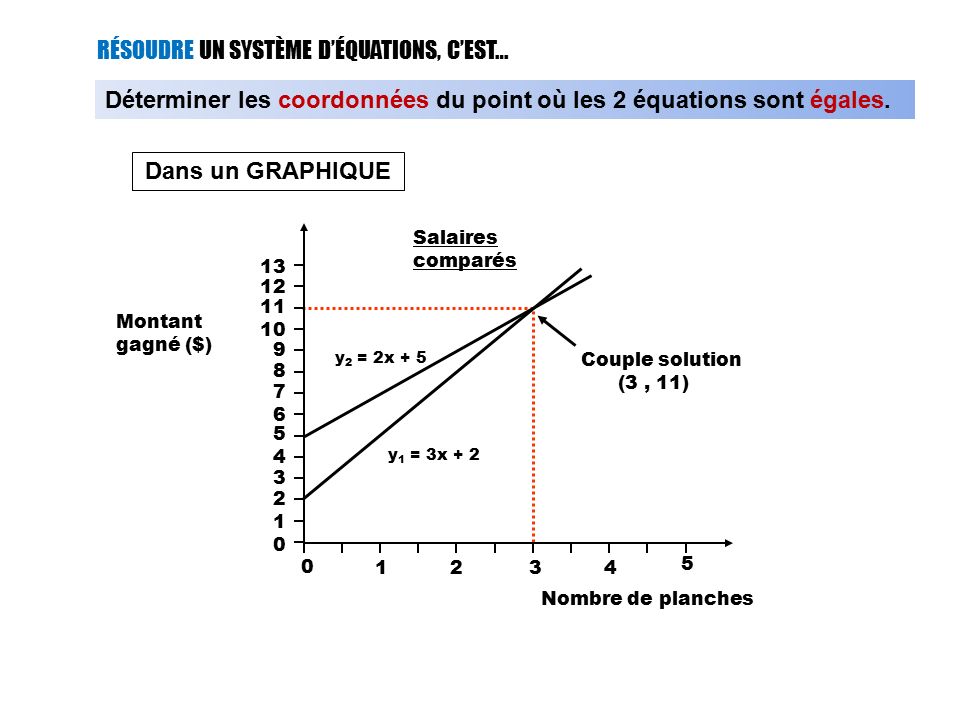 RÉSOUDRE UN SYSTÈME D’ÉQUATIONS, C’EST…
Déterminer les coordonnées du point où les 2 équations sont égales.
Dans un GRAPHIQUE
Salaires
comparés
13
12
11
10
9
8
7
6
5
4
3
2
1
0
Montant
gagné ($)
y₂ = 2x + 5
Couple solution
(3 , 11)
y₁ = 3x + 2
0 1 2 3 4 5
Nombre de planches